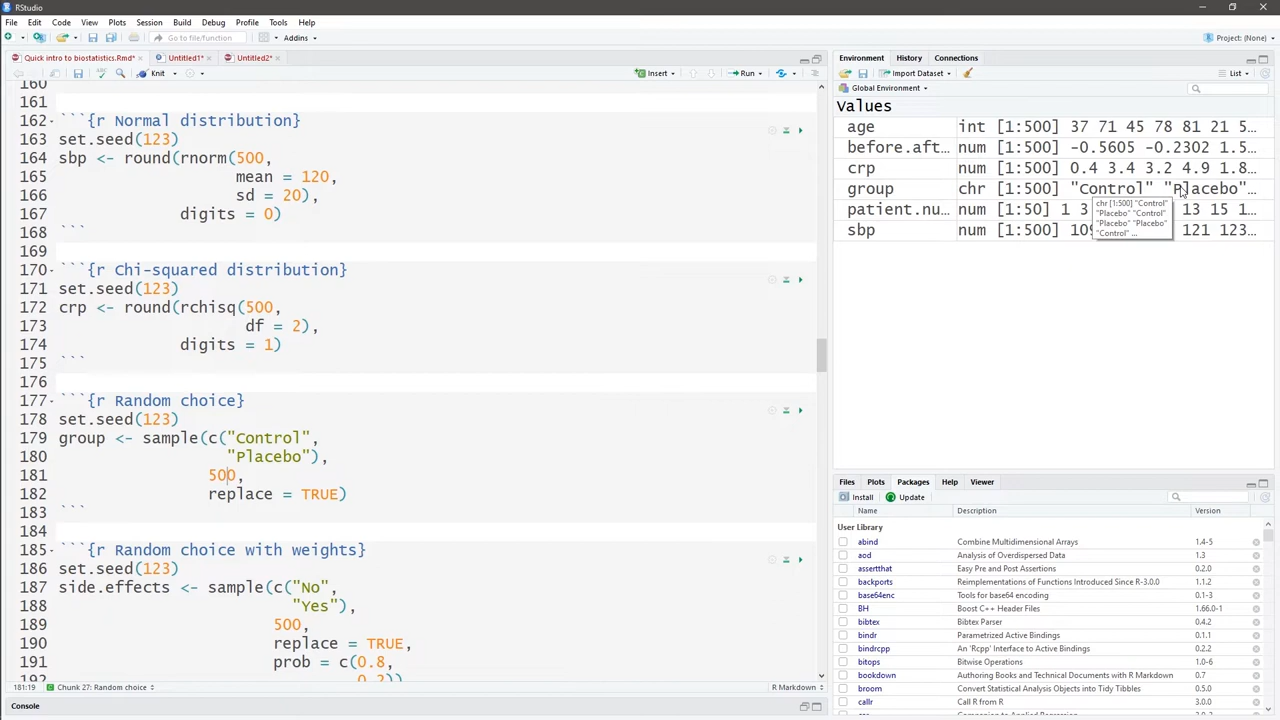 RStudio
File Edit Code View Plots Session Build Debug Profile Tools Help
Go to file/function Addins Project: (None)
Quick intro to biostatistics.Rmd* Untitled1* Untitled2*
Knit Insert Run
160
161
162 ```{r Normal distribution}
163 set.seed(123)
164 sbp <- round(rnorm(500,
165 mean = 120,
166 sd = 20),
167 digits = 0)
168 ```
169
170 ```{r Chi-squared distribution}
171 set.seed(123)
172 crp <- round(rchisq(500,
173 df = 2),
174 digits = 1)
175 ```
176
177 ```{r Random choice}
178 set.seed(123)
179 group <- sample(c("Control",
180 "Placebo"),
181 500,
182 replace = TRUE)
183 ```
184
185 ```{r Random choice with weights}
186 set.seed(123)
187 side.effects <- sample(c("No",
188 "Yes"),
189 500,
190 replace = TRUE,
191 prob = c(0.8,
192 0.2))
181:19 Chunk 27: Random choice R Markdown
Console
Environment History Connections
Import Dataset List
Global Environment
Values
age int [1:500] 37 71 45 78 81 21 5…
before.aft… num [1:500] -0.5605 -0.2302 1.5…
crp num [1:500] 0.4 3.4 3.2 4.9 1.8…
group chr [1:500] "Control" "Placebo"…
patient.nu… num [1:50] 1 3 13 15 1…
sbp num [1:500] 109 121 123…
chr [1:500] "Control"
"Placebo" "Control"
"Placebo" "Placebo"
"Control" ...
Files Plots Packages Help Viewer
Install Update
Name Description Version
User Library
abind Combine Multidimensional Arrays 1.4-5
aod Analysis of Overdispersed Data 1.3
assertthat Easy Pre and Post Assertions 0.2.0
backports Reimplementations of Functions Introduced Since R-3.0.0 1.1.2
base64enc Tools for base64 encoding 0.1-3
BH Boost C++ Header Files 1.66.0-1
bibtex Bibtex Parser 0.4.2
bindr Parametrized Active Bindings 0.1.1
bindrcpp An 'Rcpp' Interface to Active Bindings 0.2.2
bitops Bitwise Operations 1.0-6
bookdown Authoring Books and Technical Documents with R Markdown 0.7
broom Convert Statistical Analysis Objects into Tidy Tibbles 0.5.0
callr Call R from R 3.0.0